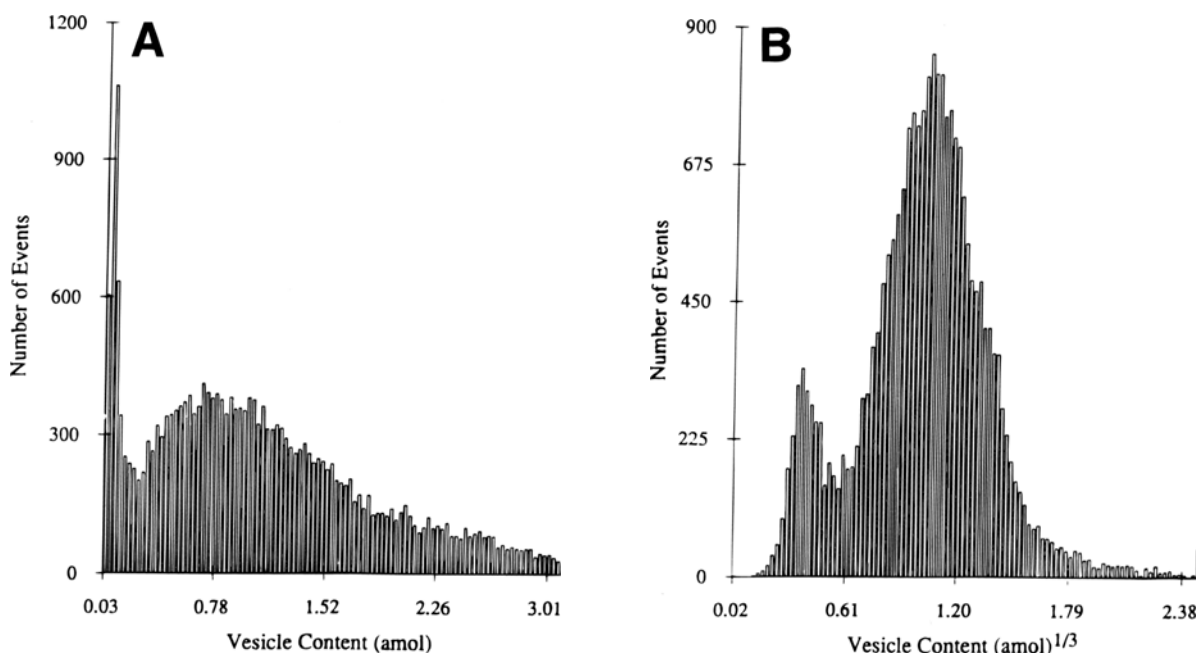 A
1200
900
600
300
0
0.03 0.78 1.52 2.26 3.01
Number of Events
Vesicle Content (amol)
B
900
675
450
225
0
0.02 0.61 1.20 1.79 2.38
Number of Events
Vesicle Content (amol)1/3